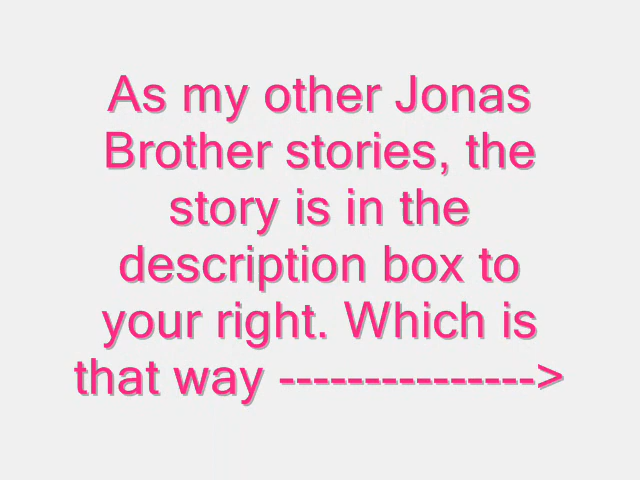 As my other Jonas
Brother stories, the
story is in the
description box to
your right. Which is
that way --------------->